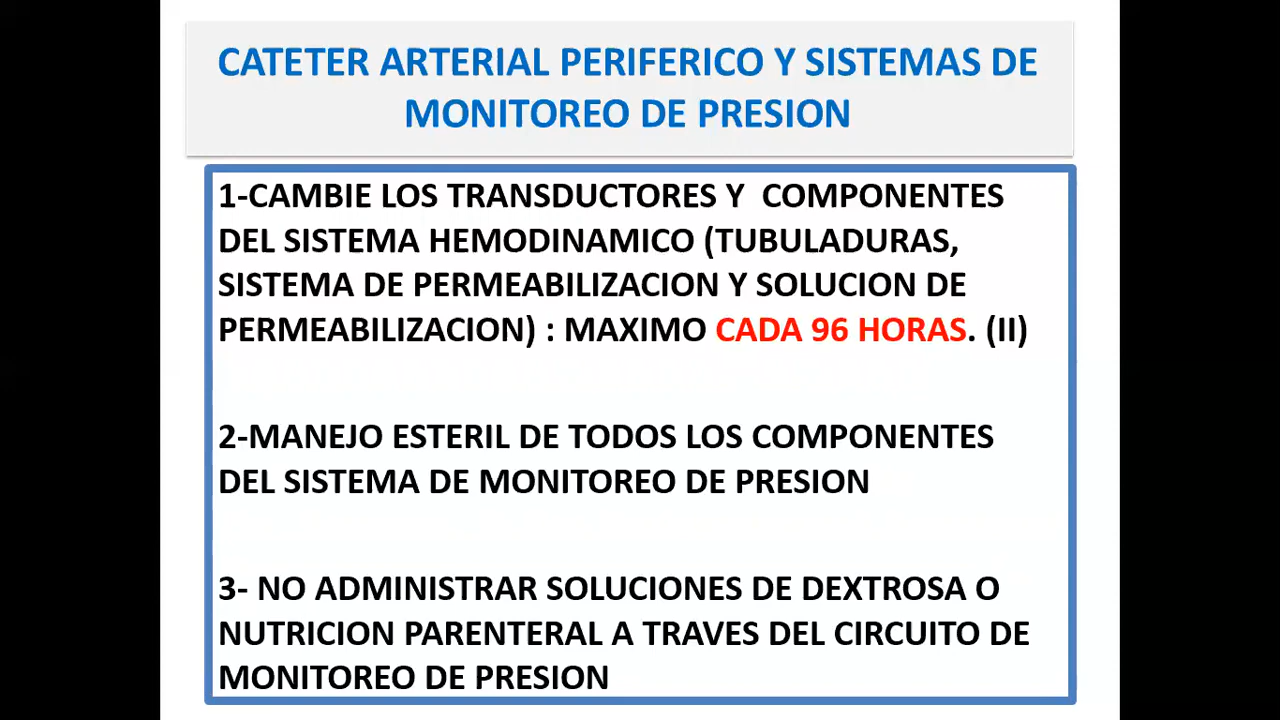 CATETER ARTERIAL PERIFERICO Y SISTEMAS DE
MONITOREO DE PRESION
1-CAMBIE LOS TRANSDUCTORES Y COMPONENTES
DEL SISTEMA HEMODINAMICO (TUBULADURAS,
SISTEMA DE PERMEABILIZACION Y SOLUCION DE
PERMEABILIZACION) : MAXIMO CADA 96 HORAS. (II)
2-MANEJO ESTERIL DE TODOS LOS COMPONENTES
DEL SISTEMA DE MONITOREO DE PRESION
3- NO ADMINISTRAR SOLUCIONES DE DEXTROSA O
NUTRICION PARENTERAL A TRAVES DEL CIRCUITO DE
MONITOREO DE PRESION